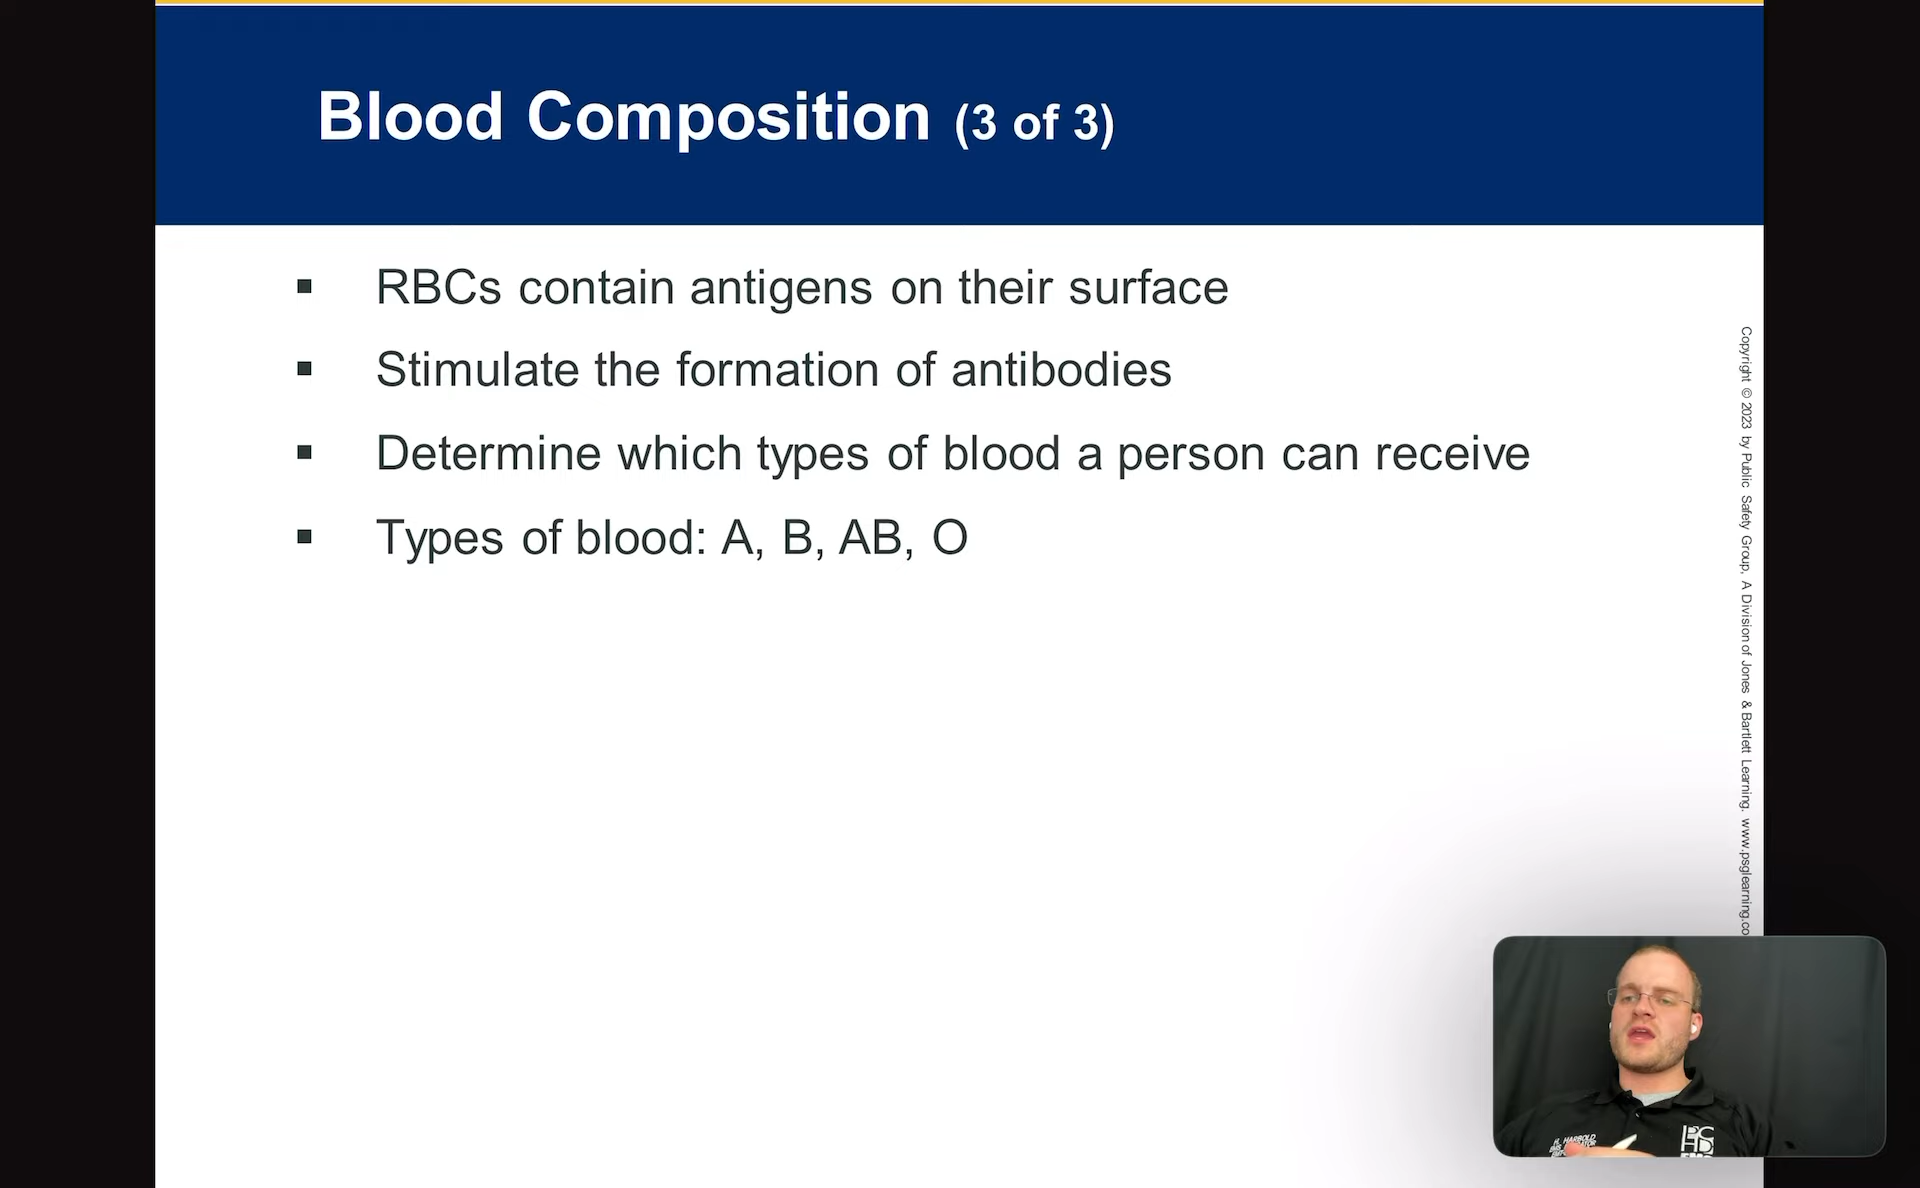 Blood Composition (3 of 3)
▪ RBCs contain antigens on their surface
▪ Stimulate the formation of antibodies
▪ Determine which types of blood a person can receive
▪ Types of blood: A, B, AB, O
Copyright © 2023 by Public Safety Group, A Division of Jones & Bartlett Learning. www.psglearning.co
H. HARBOLD